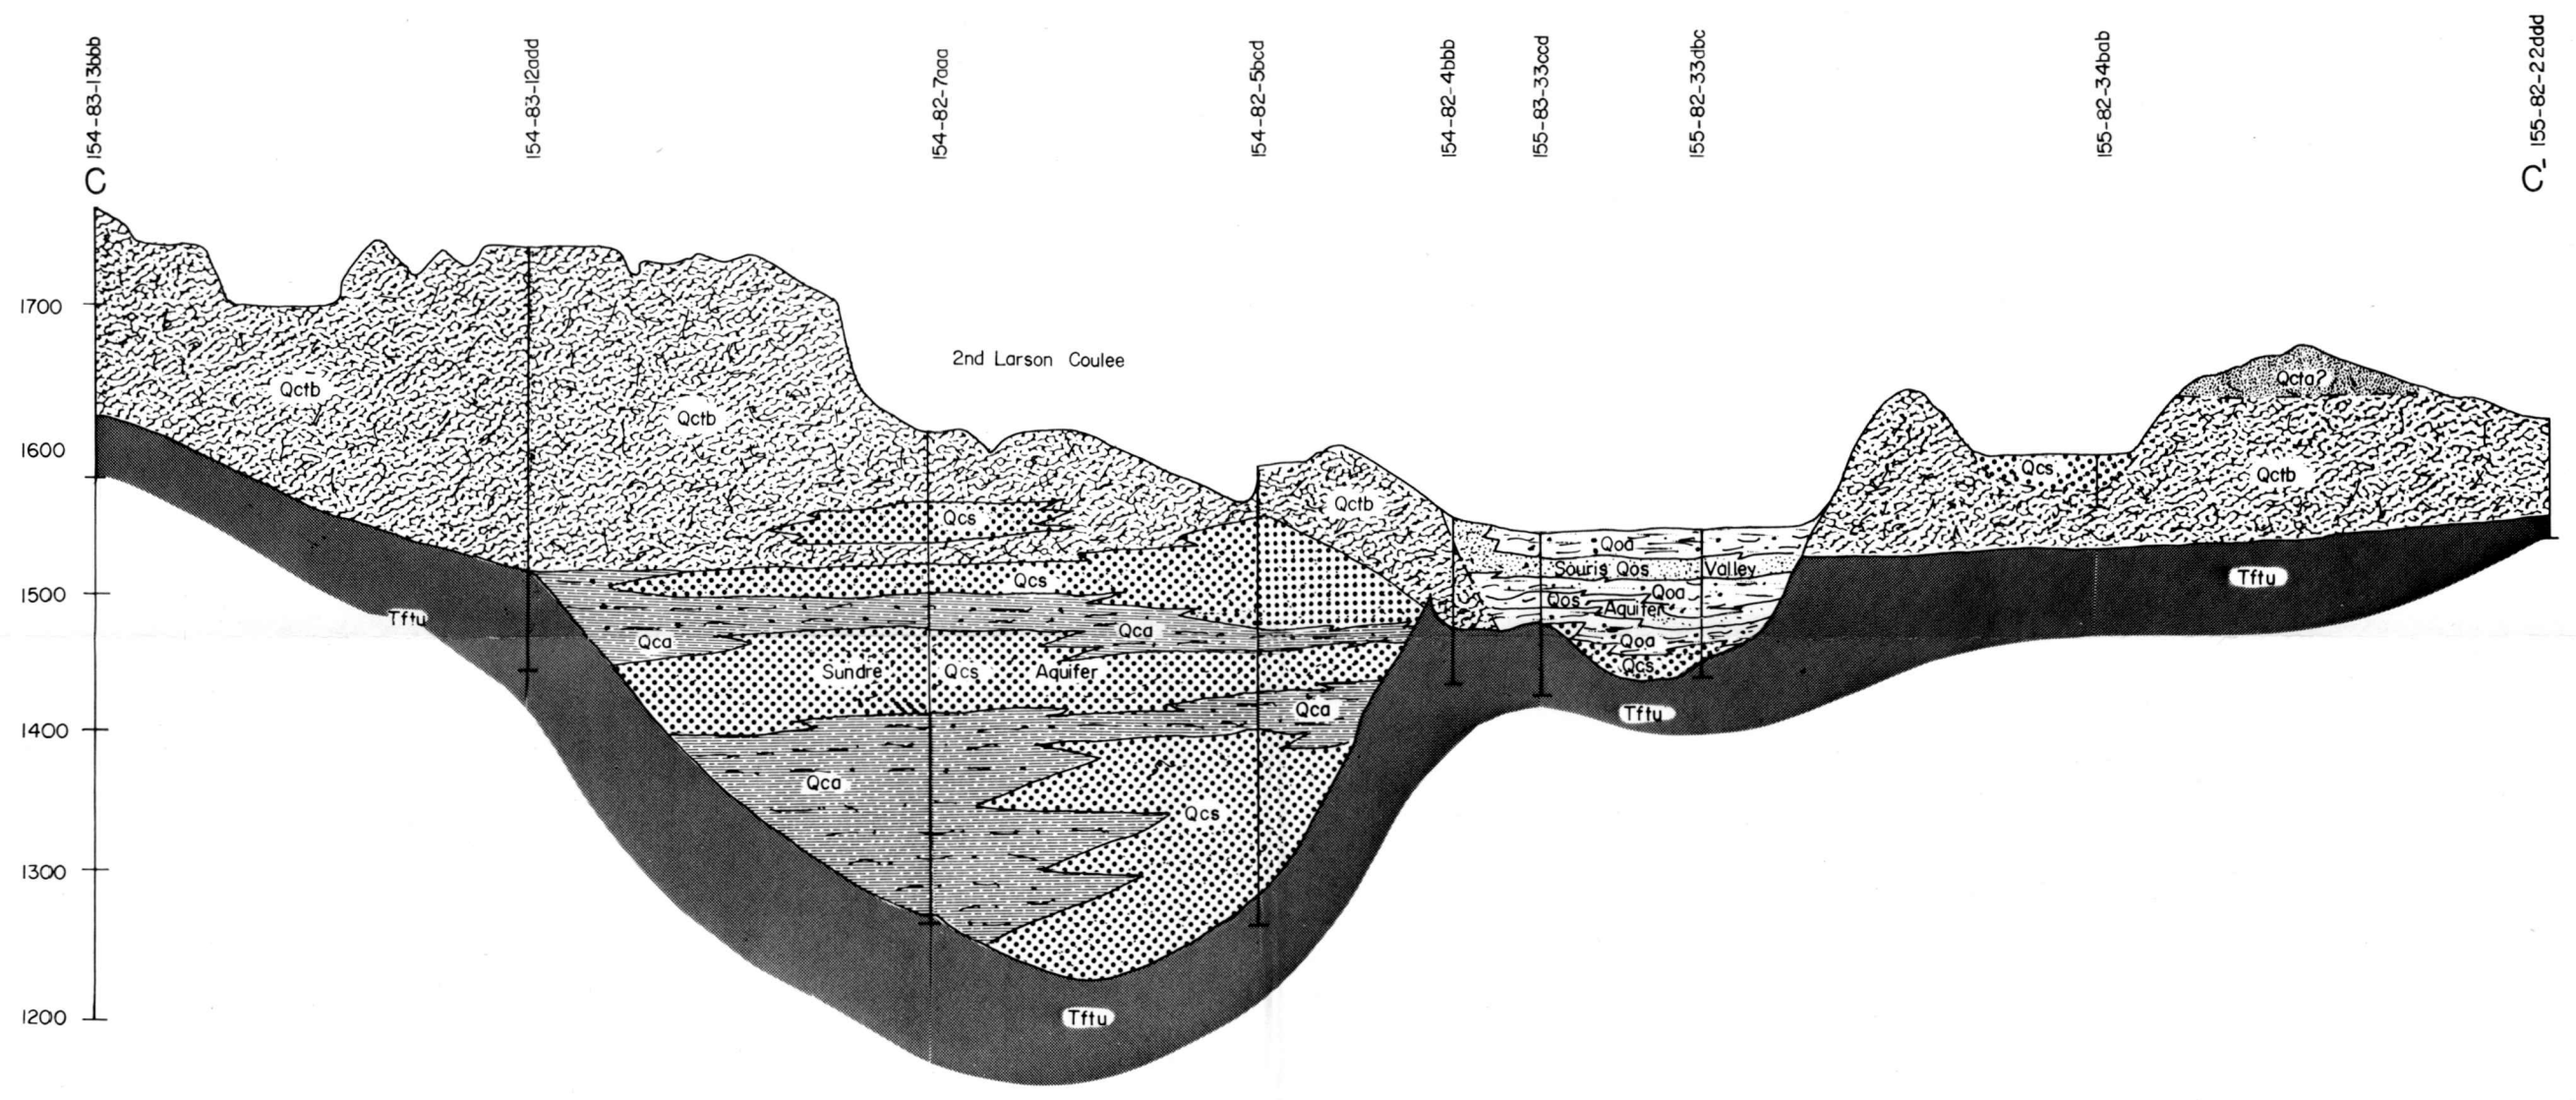 154-83-13bbb
154-83-12add
154-82-7aaa
154-82-5bcd
154-82-4bbb
155-83-33ccd
155-82-33dbc
155-82-34bab
155-82-22ddd
C
C'
1700
1600
1500
1400
1300
1200
2nd Larson Coulee
Qcta?
Qctb
Qctb
Qctb
Qcs
Qctb
Qcs
Qoa
Souris Qos Valley
Qcs
Qoa
Qos Aquifer
Tftu
Tftu
Qca
Qca
Qoa
Sundre Qcs Aquifer
Qcs
Qca
Tftu
Qca
Qcs
Tftu